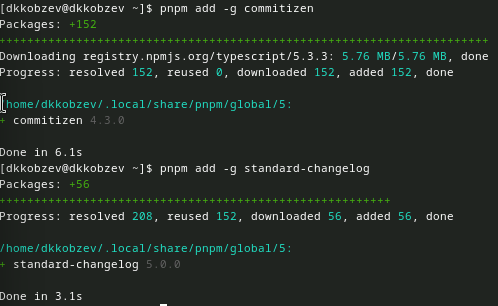 [dkkobzev@dkkobzev ~]$ pnpm add -g commitizen
Packages: +152
++++++++++++++++++++++++++++++++++++++++++++++++++++++++++++++++++++++
Downloading registry.npmjs.org/typescript/5.3.3: 5.76 MB/5.76 MB, done
Progress: resolved 152, reused 0, downloaded 152, added 152, done
/home/dkkobzev/.local/share/pnpm/global/5:
+ commitizen 4.3.0
Done in 6.1s
[dkkobzev@dkkobzev ~]$ pnpm add -g standard-changelog
Packages: +56
++++++++++++++++++++++++++++++++++++++++++++++++++++++++
Progress: resolved 208, reused 152, downloaded 56, added 56, done
/home/dkkobzev/.local/share/pnpm/global/5:
+ standard-changelog 5.0.0
Done in 3.1s